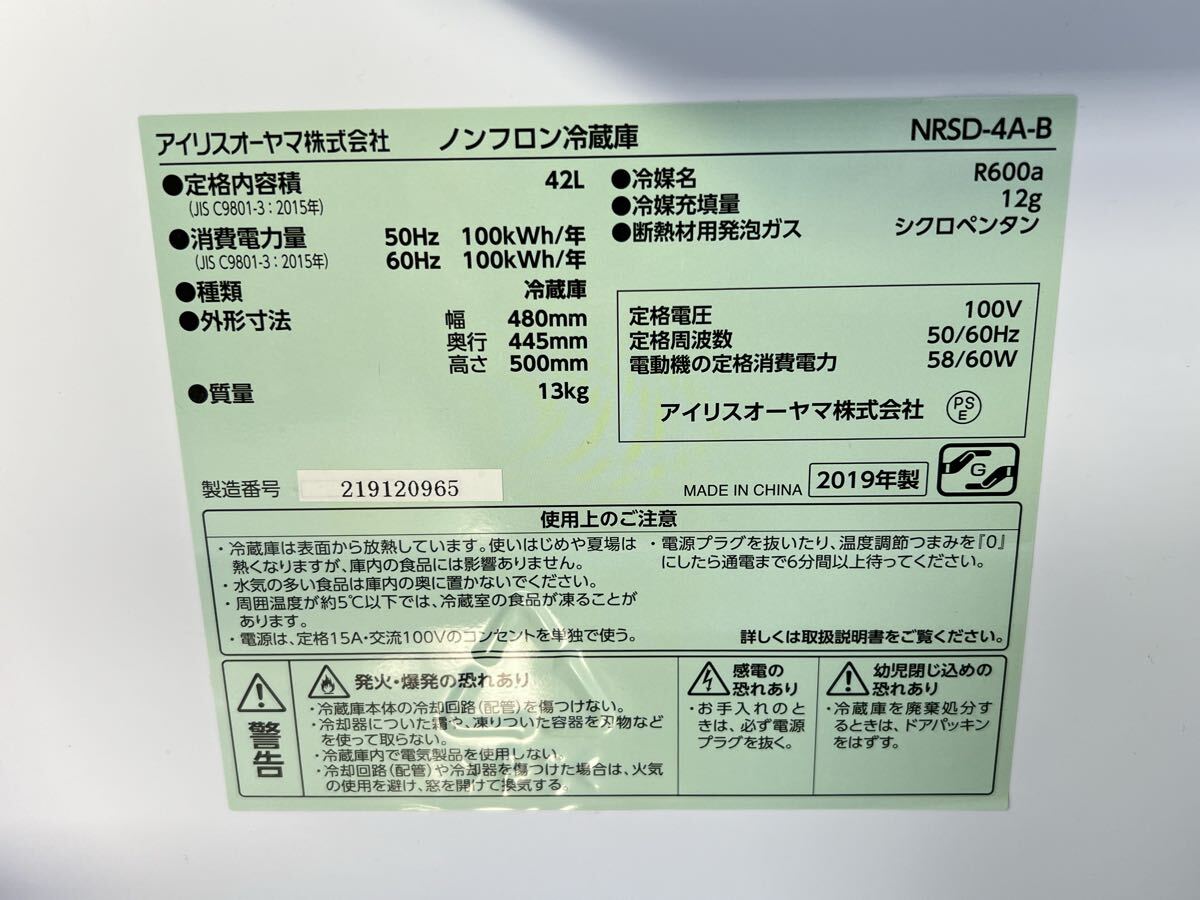 アイリスオーヤマ株式会社 ノンフロン冷蔵庫 NRSD-4A-B
●定格内容積 42L
(JIS C9801-3：2015年)
●消費電力量 50Hz 100kWh/年
(JIS C9801-3：2015年) 60Hz 100kWh/年
●種類 冷蔵庫
●外形寸法 幅 480mm
奥行 445mm
高さ 500mm
●質量 13kg
●冷媒名 R600a
●冷媒充填量 12g
●断熱材用発泡ガス シクロペンタン
定格電圧 100V
定格周波数 50/60Hz
電動機の定格消費電力 58/60W
アイリスオーヤマ株式会社 PSE
製造番号 219120965
MADE IN CHINA 2019年製 G
使用上のご注意
・冷蔵庫は表面から放熱しています。使いはじめや夏場は
熱くなりますが、庫内の食品には影響ありません。
・水気の多い食品は庫内の奥に置かないでください。
・周囲温度が約5℃以下では、冷蔵室の食品が凍ることが
あります。
・電源は、定格15A・交流100Vのコンセントを単独で使う。
・電源プラグを抜いたり、温度調節つまみを『0』
にしたら通電まで6分間以上待ってください。
詳しくは取扱説明書をご覧ください。
警告
発火・爆発の恐れあり
・冷蔵庫本体の冷却回路(配管)を傷つけない。
・冷却器についた霜や、凍りついた容器を刃物など
を使って取らない。
・冷蔵庫内で電気製品を使用しない。
・冷却回路(配管)や冷却器を傷つけた場合は、火気
の使用を避け、窓を開けて換気する。
感電の
恐れあり
・お手入れのと
きは、必ず電源
プラグを抜く。
幼児閉じ込めの
恐れあり
・冷蔵庫を廃棄処分す
るときは、ドアパッキン
をはずす。